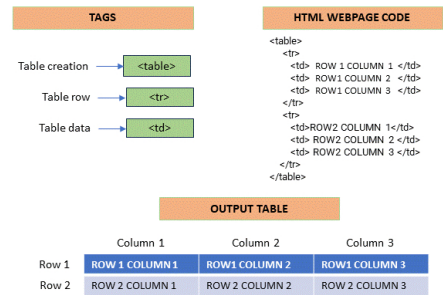 TAGS
Table creation <table>
Table row <tr>
Table data <td>
HTML WEBPAGE CODE
<table>
<tr>
<td> ROW 1 COLUMN 1 </td>
<td> ROW1 COLUMN 2 </td>
<td> ROW1 COLUMN 3 </td>
</tr>
<tr>
<td>ROW2 COLUMN 1</td>
<td> ROW2 COLUMN 2 </td>
<td> ROW2 COLUMN 3 </td>
</tr>
</table>
OUTPUT TABLE
Column 1 Column 2 Column 3
Row 1 ROW 1 COLUMN 1 ROW1 COLUMN 2 ROW1 COLUMN 3
Row 2 ROW 2 COLUMN 1 ROW 2 COLUMN 2 ROW 2 COLUMN 3